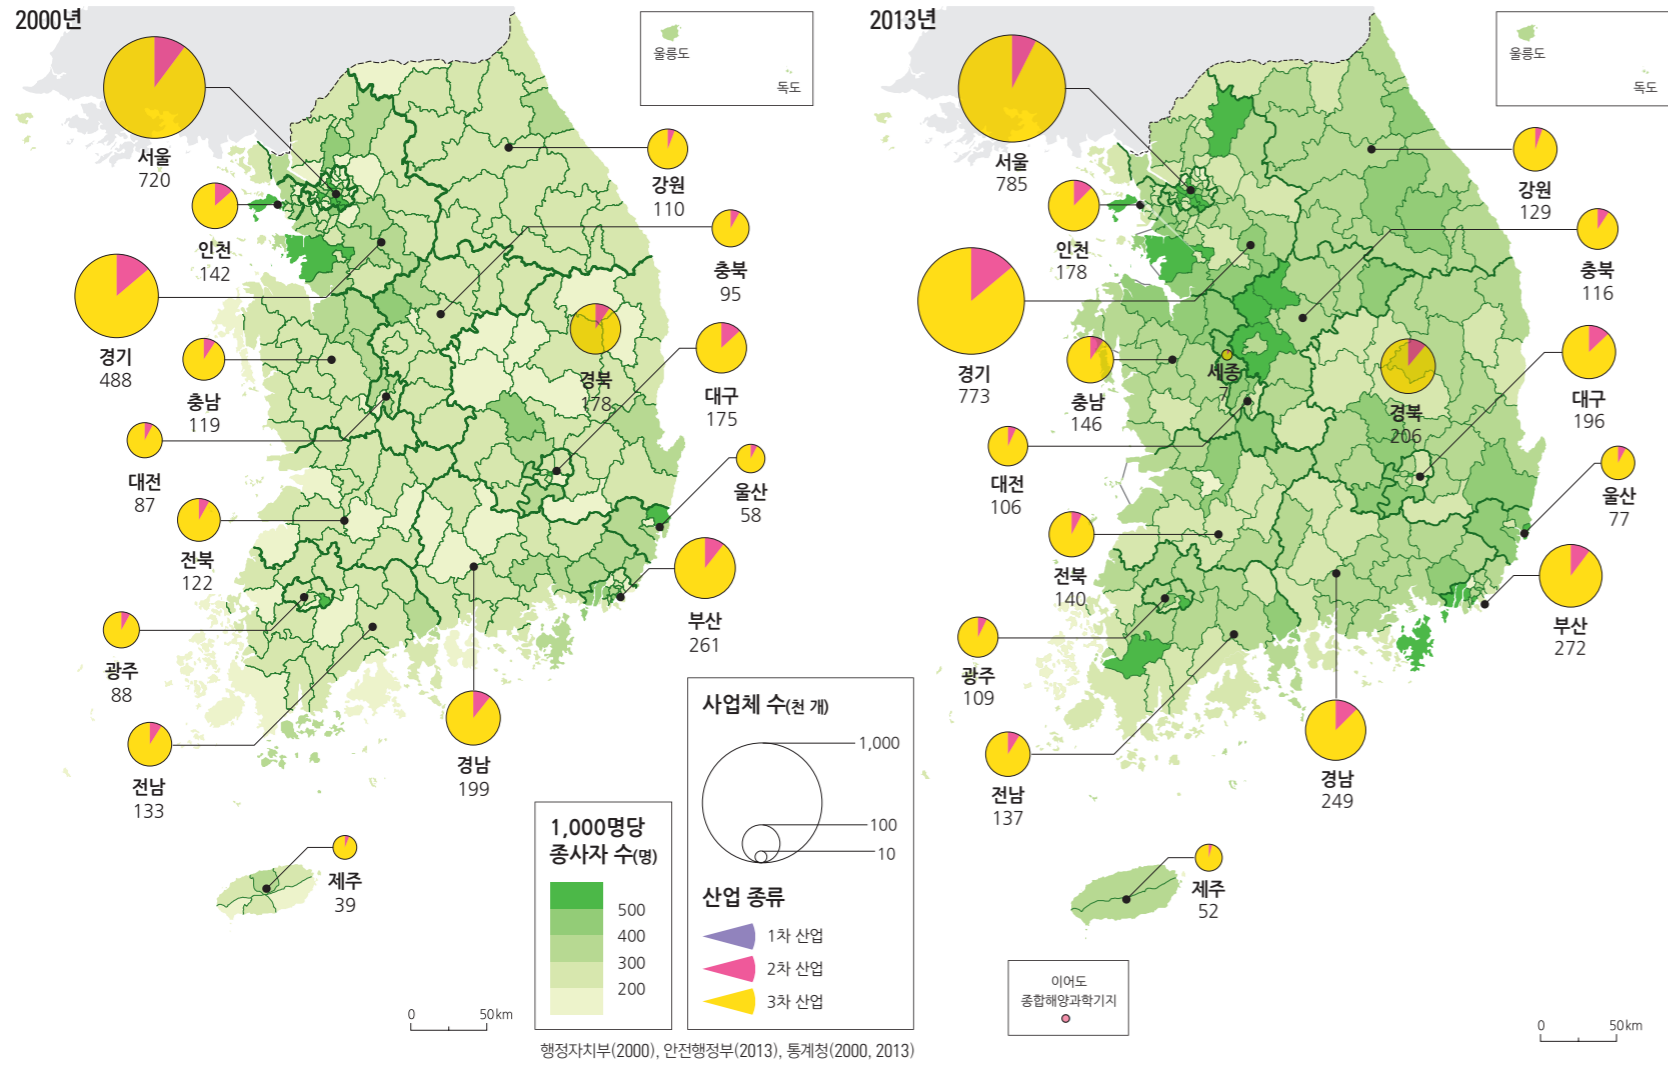 2000년
울릉도
독도
서울
720
강원
110
인천
142
충북
95
경기
488
충남
119
경북
178
대구
175
대전
87
울산
58
전북
122
부산
261
광주
88
전남
133
경남
199
제주
39
0 50km
1,000명당
종사자 수(명)
500
400
300
200
사업체 수(천 개)
1,000
100
10
산업 종류
1차 산업
2차 산업
3차 산업
행정자치부(2000), 안전행정부(2013), 통계청(2000, 2013)
2013년
울릉도
독도
서울
785
강원
129
인천
178
충북
116
경기
773
충남
146
세종
7
경북
206
대구
196
대전
106
울산
77
전북
140
부산
272
광주
109
전남
137
경남
249
제주
52
이어도
종합해양과학기지
0 50km